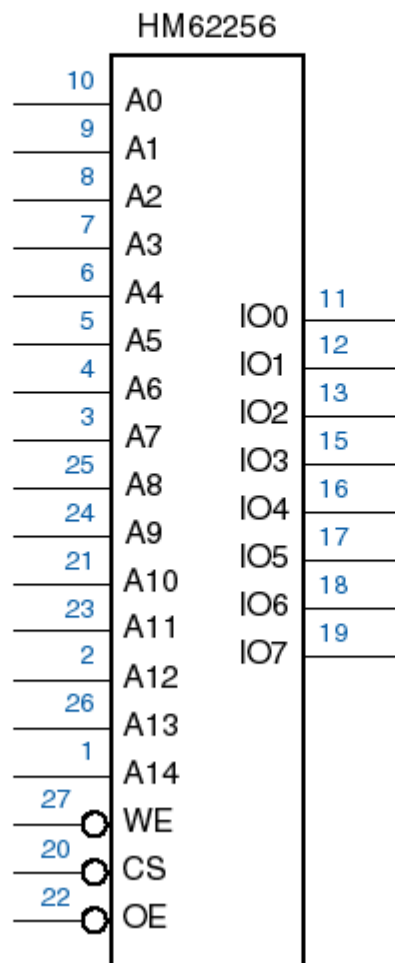 HM62256
10 A0
9 A1
8 A2
7 A3
6 A4
IO0 11
5 A5
IO1 12
4 A6
IO2 13
3 A7
IO3 15
25 A8
IO4 16
24 A9
IO5 17
21 A10
IO6 18
23 A11
IO7 19
2 A12
26 A13
1 A14
27 WE
20 CS
22 OE